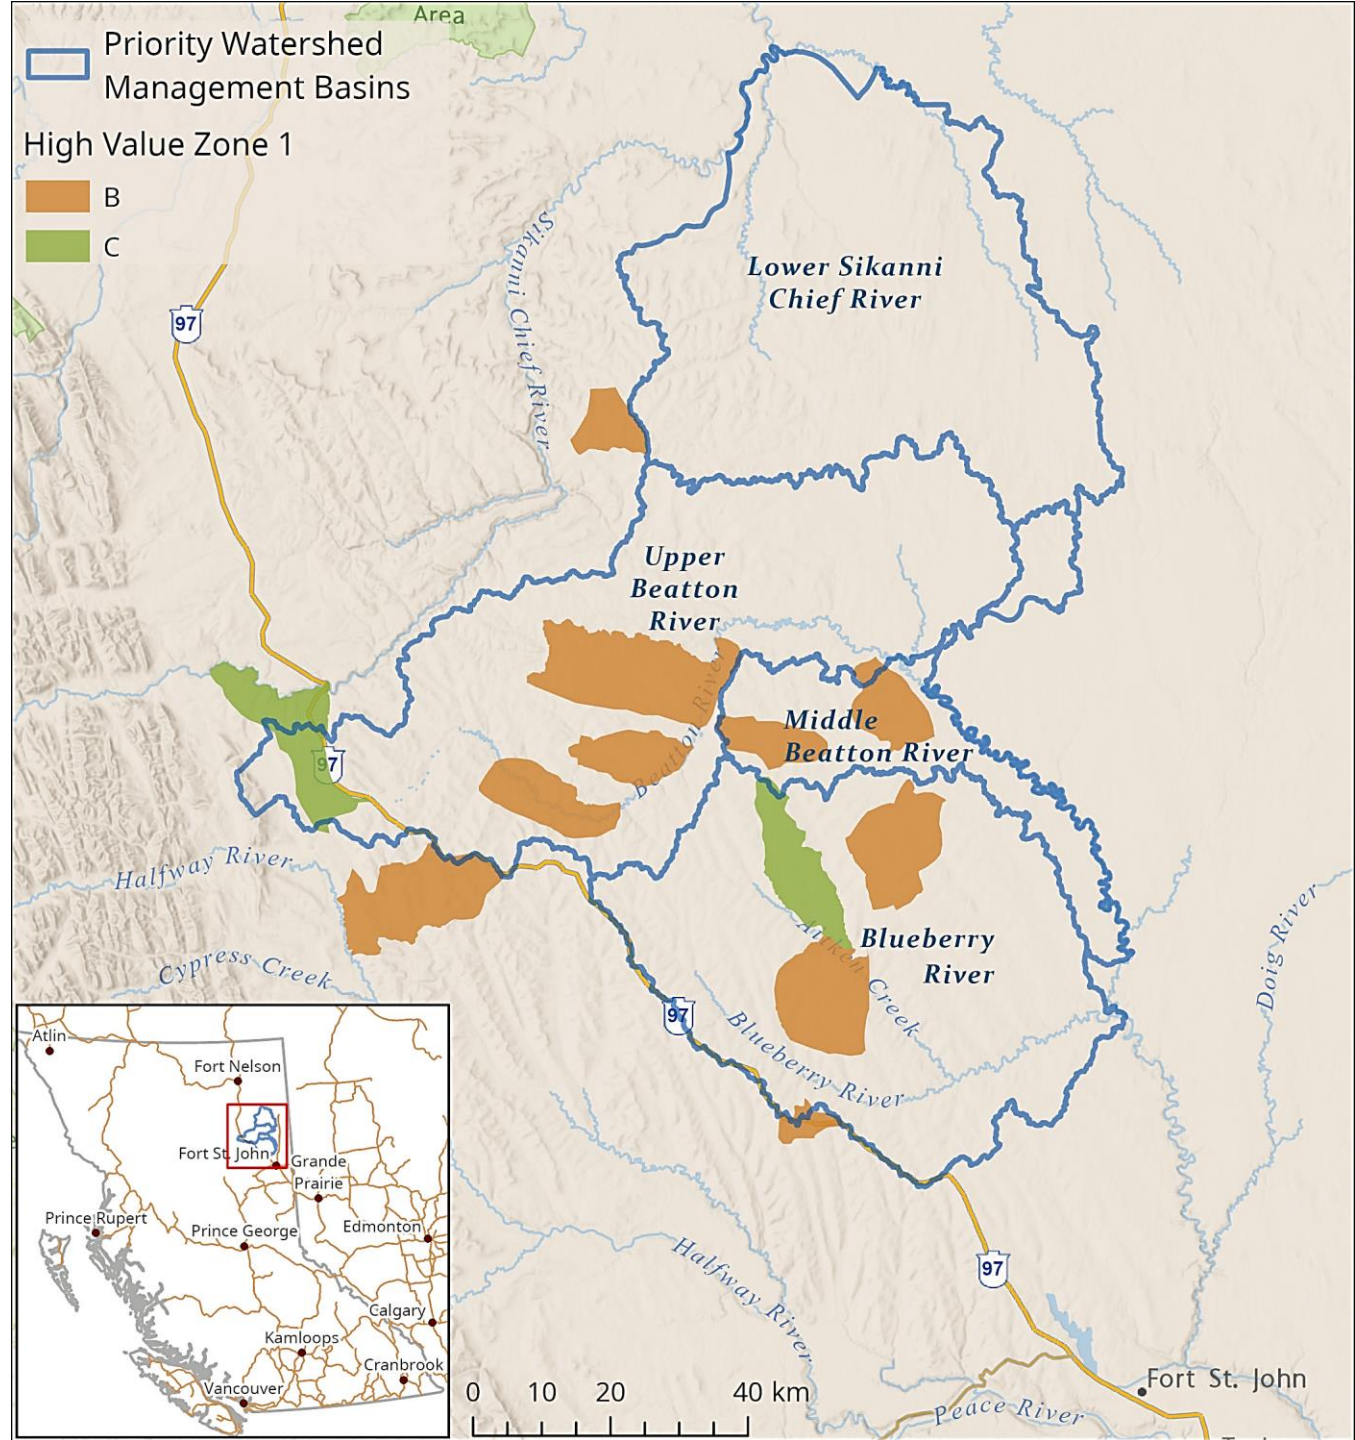 Area
Priority Watershed
Management Basins
High Value Zone 1
B
C
97
Sikanni Chief River
Lower Sikanni
Chief River
Upper
Beatton
River
Beatton River
Middle
Beatton River
97
Halfway River
Cypress Creek
Aitken Creek
Blueberry
River
Doig River
97
Blueberry River
Halfway River
97
Fort St. John
Peace River
Atlin
Fort Nelson
Fort St. John
Grande
Prairie
Prince Rupert
Prince George
Edmonton
Calgary
Kamloops
Cranbrook
Vancouver
0 10 20 40 km